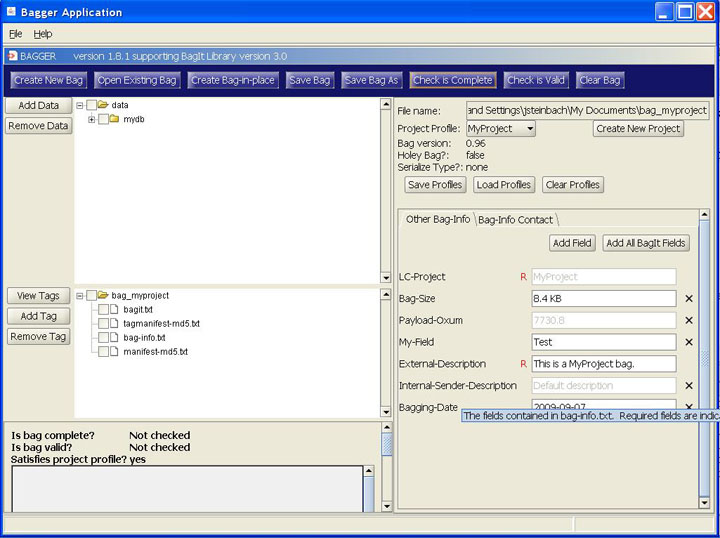 Bagger Application
File Help
BAGGER version 1.8.1 supporting BagIt Library version 3.0
Create New Bag Open Existing Bag Create Bag-in-place Save Bag Save Bag As Check is Complete Check is Valid Clear Bag
Add Data
Remove Data
data
mydb
View Tags
Add Tag
Remove Tag
bag_myproject
bagit.txt
tagmanifest-md5.txt
bag-info.txt
manifest-md5.txt
Is bag complete? Not checked
Is bag valid? Not checked
Satisfies project profile? yes
File name: and Settings\jsteinbach\My Documents\bag_myproject
Project Profile: MyProject Create New Project
Bag version: 0.96
Holey Bag?: false
Serialize Type?: none
Save Profiles Load Profiles Clear Profiles
Other Bag-Info Bag-Info Contact
Add Field Add All BagIt Fields
LC-Project R MyProject
Bag-Size 8.4 KB
Payload-Oxum 7730.8
My-Field Test
External-Description R This is a MyProject bag.
Internal-Sender-Description Default description
Bagging-Date 2009-09-07
The fields contained in bag-info.txt. Required fields are indica